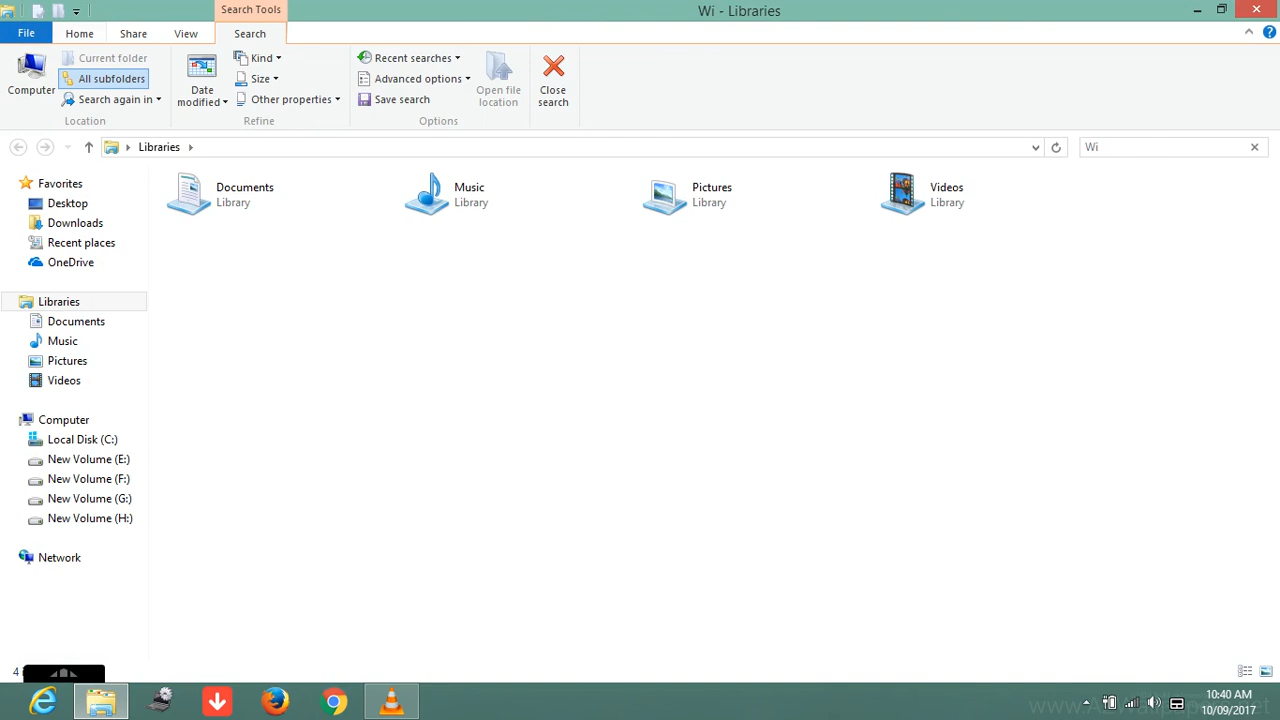 Search Tools
Wi - Libraries
File
Home
Share
View
Search
Computer
Current folder
All subfolders
Search again in
Location
Date modified
Kind
Size
Other properties
Refine
Recent searches
Advanced options
Save search
Options
Open file location
Close search
Libraries
Wi
Favorites
Desktop
Downloads
Recent places
OneDrive
Libraries
Documents
Music
Pictures
Videos
Computer
Local Disk (C:)
New Volume (E:)
New Volume (F:)
New Volume (G:)
New Volume (H:)
Network
Documents
Library
Music
Library
Pictures
Library
Videos
Library
4
10:40 AM
10/09/2017